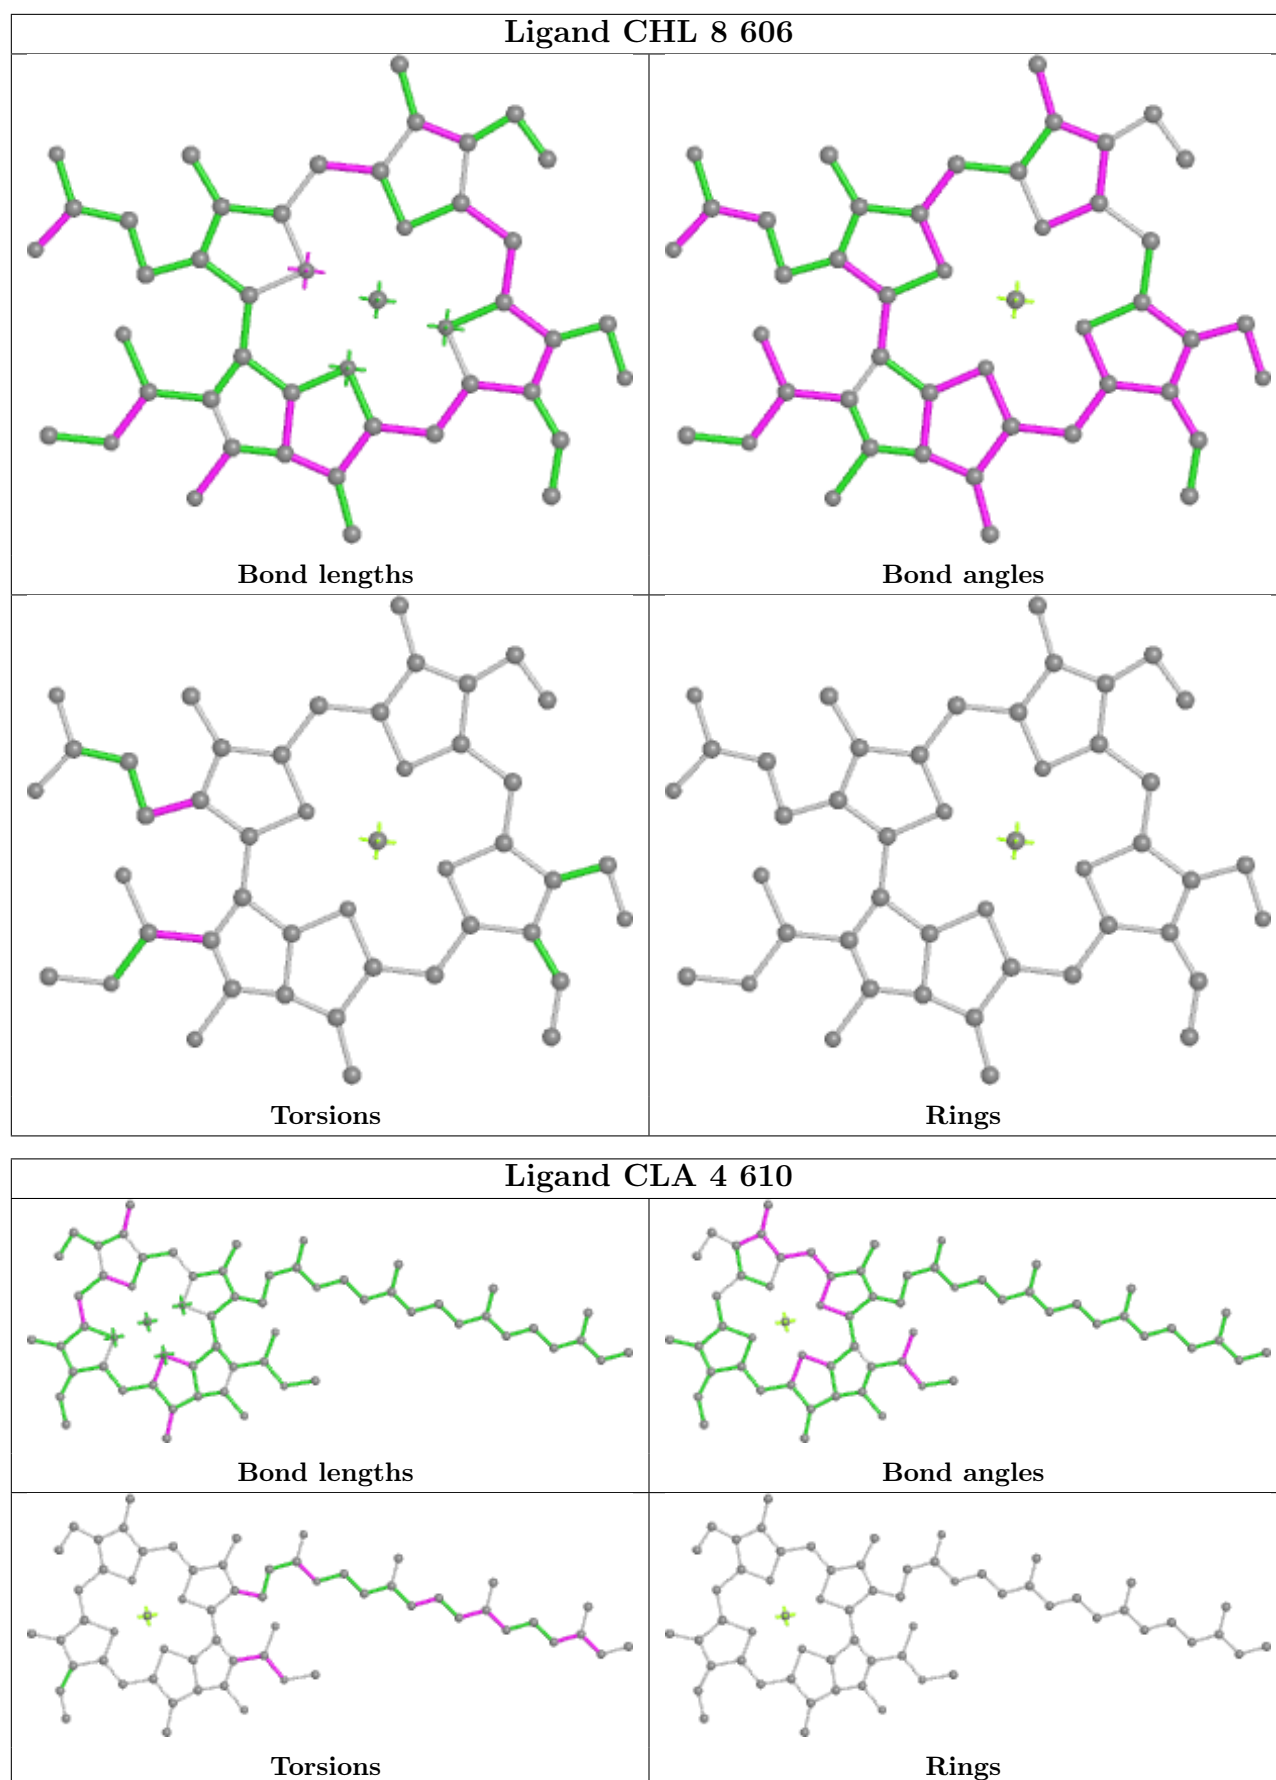 Ligand CHL 8 606
Bond lengths
Bond angles
Torsions
Rings
Ligand CLA 4 610
Bond lengths
Bond angles
Torsions
Rings